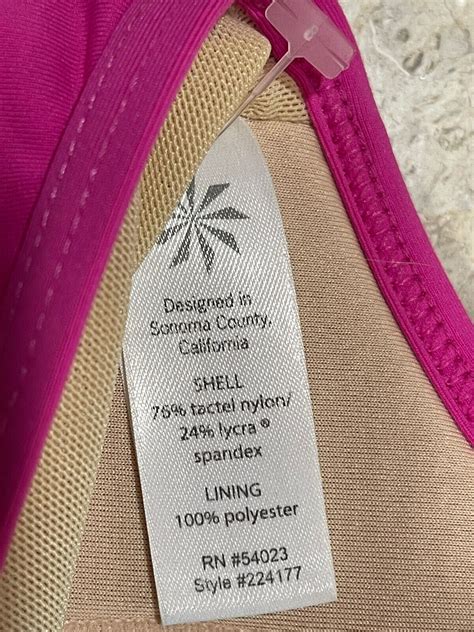 Designed in
Sonoma County,
California
SHELL
76% tactel nylon/
24% lycra ®
spandex
LINING
100% polyester
RN #54023
Style #224177